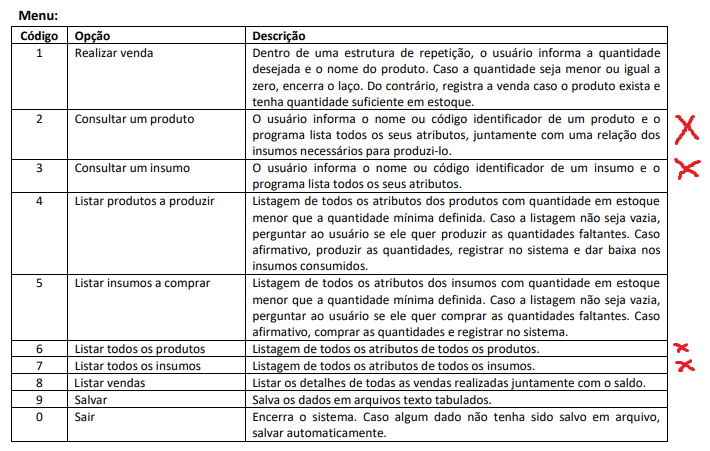 Menu:
Código Opção Descrição
1 Realizar venda Dentro de uma estrutura de repetição, o usuário informa a quantidade
desejada e o nome do produto. Caso a quantidade seja menor ou igual a
zero, encerra o laço. Do contrário, registra a venda caso o produto exista e
tenha quantidade suficiente em estoque.
2 Consultar um produto O usuário informa o nome ou código identificador de um produto e o
programa lista todos os seus atributos, juntamente com uma relação dos
insumos necessários para produzi-lo.
3 Consultar um insumo O usuário informa o nome ou código identificador de um insumo e o
programa lista todos os seus atributos.
4 Listar produtos a produzir Listagem de todos os atributos dos produtos com quantidade em estoque
menor que a quantidade mínima definida. Caso a listagem não seja vazia,
perguntar ao usuário se ele quer produzir as quantidades faltantes. Caso
afirmativo, produzir as quantidades, registrar no sistema e dar baixa nos
insumos consumidos.
5 Listar insumos a comprar Listagem de todos os atributos dos insumos com quantidade em estoque
menor que a quantidade mínima definida. Caso a listagem não seja vazia,
perguntar ao usuário se ele quer comprar as quantidades faltantes. Caso
afirmativo, comprar as quantidades e registrar no sistema.
6 Listar todos os produtos Listagem de todos os atributos de todos os produtos.
7 Listar todos os insumos Listagem de todos os atributos de todos os insumos.
8 Listar vendas Listar os detalhes de todas as vendas realizadas juntamente com o saldo.
9 Salvar Salva os dados em arquivos texto tabulados.
0 Sair Encerra o sistema. Caso algum dado não tenha sido salvo em arquivo,
salvar automaticamente.